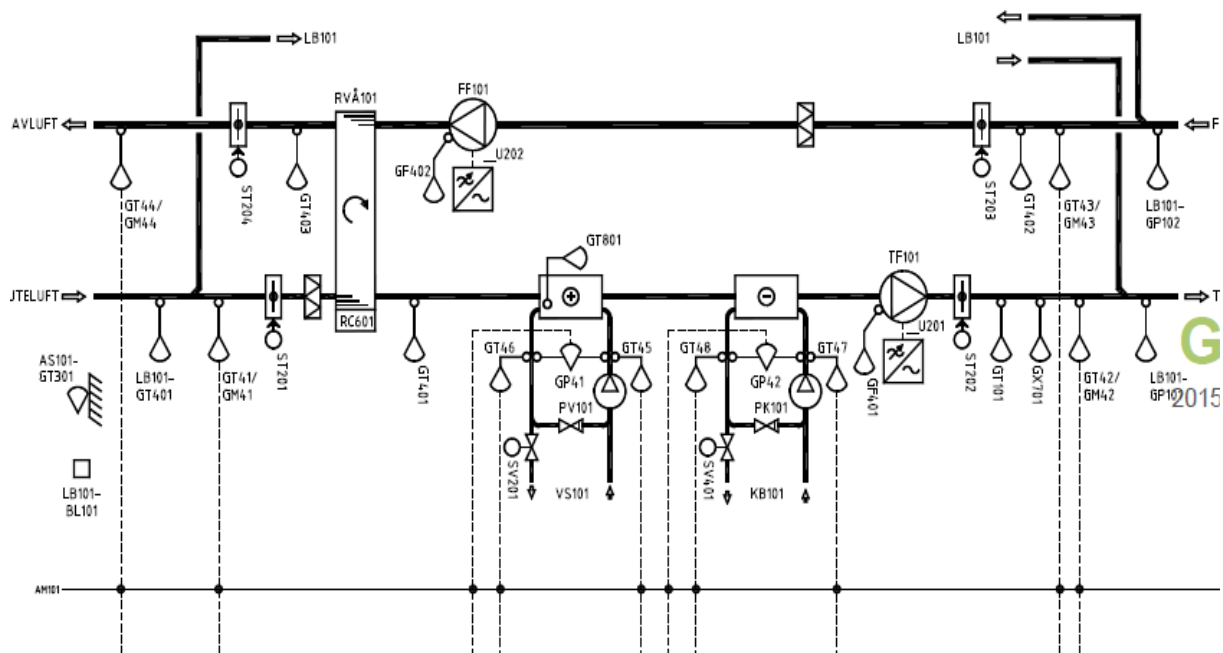 LB101
LB101
FF101
RVÅ101
AVLUFT
F
U202
GF402
GT44/
GM44
ST204
GT403
ST203
GT402
GT43/
GM43
LB101-
GP102
GT801
TF101
JTELUFT
T
RC601
U201
AS101-
GT301
LB101-
GT401
GT41/
GM41
ST201
GT401
GT46
GT45
GP41
GT48
GT47
GP42
GF401
ST202
GT101
GX701
GT42/
GM42
LB101-
GP101
G
2015
PV101
PK101
SV201
SV401
VS101
KB101
LB101-
BL101
AM101